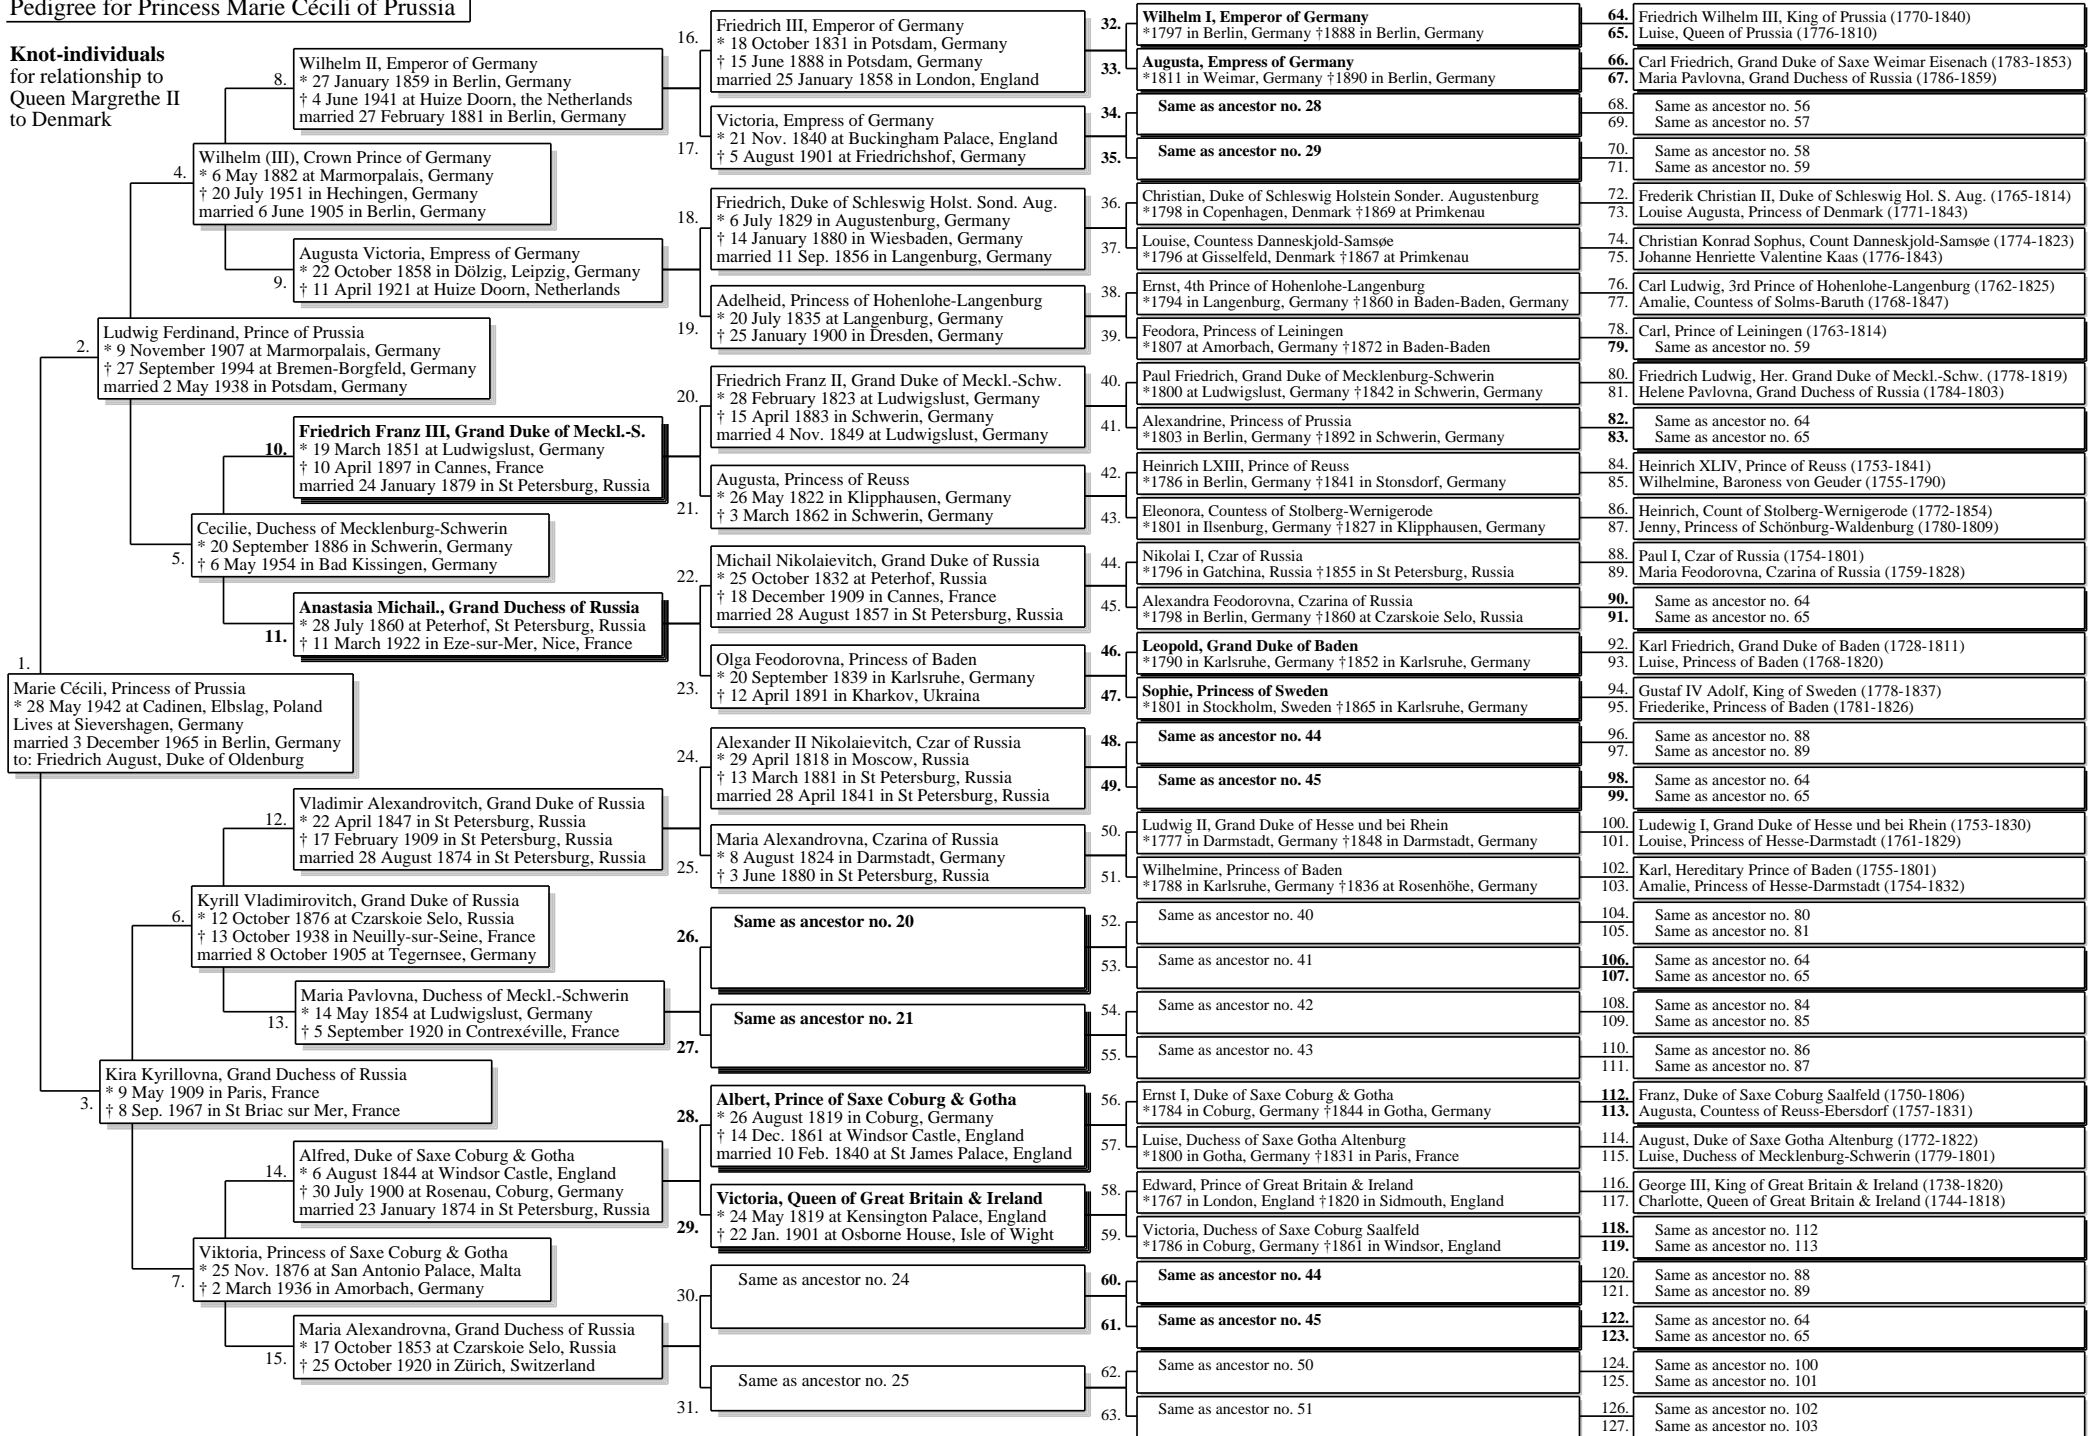 Pedigree for Princess Marie Cécili of Prussia
Knot-individuals
for relationship to
Queen Margrethe II
to Denmark
1.
Marie Cécili, Princess of Prussia
* 28 May 1942 at Cadinen, Elbslag, Poland
Lives at Sievershagen, Germany
married 3 December 1965 in Berlin, Germany
to: Friedrich August, Duke of Oldenburg
2.
Ludwig Ferdinand, Prince of Prussia
* 9 November 1907 at Marmorpalais, Germany
† 27 September 1994 at Bremen-Borgfeld, Germany
married 2 May 1938 in Potsdam, Germany
3.
Kira Kyrillovna, Grand Duchess of Russia
* 9 May 1909 in Paris, France
† 8 Sep. 1967 in St Briac sur Mer, France
4.
Wilhelm (III), Crown Prince of Germany
* 6 May 1882 at Marmorpalais, Germany
† 20 July 1951 in Hechingen, Germany
married 6 June 1905 in Berlin, Germany
5.
Cecilie, Duchess of Mecklenburg-Schwerin
* 20 September 1886 in Schwerin, Germany
† 6 May 1954 in Bad Kissingen, Germany
6.
Kyrill Vladimirovitch, Grand Duke of Russia
* 12 October 1876 at Czarskoie Selo, Russia
† 13 October 1938 in Neuilly-sur-Seine, France
married 8 October 1905 at Tegernsee, Germany
7.
Viktoria, Princess of Saxe Coburg & Gotha
* 25 Nov. 1876 at San Antonio Palace, Malta
† 2 March 1936 in Amorbach, Germany
8.
Wilhelm II, Emperor of Germany
* 27 January 1859 in Berlin, Germany
† 4 June 1941 at Huize Doorn, the Netherlands
married 27 February 1881 in Berlin, Germany
9.
Augusta Victoria, Empress of Germany
* 22 October 1858 in Dölzig, Leipzig, Germany
† 11 April 1921 at Huize Doorn, Netherlands
10.
Friedrich Franz III, Grand Duke of Meckl.-S.
* 19 March 1851 at Ludwigslust, Germany
† 10 April 1897 in Cannes, France
married 24 January 1879 in St Petersburg, Russia
11.
Anastasia Michail., Grand Duchess of Russia
* 28 July 1860 at Peterhof, St Petersburg, Russia
† 11 March 1922 in Eze-sur-Mer, Nice, France
12.
Vladimir Alexandrovitch, Grand Duke of Russia
* 22 April 1847 in St Petersburg, Russia
† 17 February 1909 in St Petersburg, Russia
married 28 August 1874 in St Petersburg, Russia
13.
Maria Pavlovna, Duchess of Meckl.-Schwerin
* 14 May 1854 at Ludwigslust, Germany
† 5 September 1920 in Contrexéville, France
14.
Alfred, Duke of Saxe Coburg & Gotha
* 6 August 1844 at Windsor Castle, England
† 30 July 1900 at Rosenau, Coburg, Germany
married 23 January 1874 in St Petersburg, Russia
15.
Maria Alexandrovna, Grand Duchess of Russia
* 17 October 1853 at Czarskoie Selo, Russia
† 25 October 1920 in Zürich, Switzerland
16.
Friedrich III, Emperor of Germany
* 18 October 1831 in Potsdam, Germany
† 15 June 1888 in Potsdam, Germany
married 25 January 1858 in London, England
17.
Victoria, Empress of Germany
* 21 Nov. 1840 at Buckingham Palace, England
† 5 August 1901 at Friedrichshof, Germany
18.
Friedrich, Duke of Schleswig Holst. Sond. Aug.
* 6 July 1829 in Augustenburg, Germany
† 14 January 1880 in Wiesbaden, Germany
married 11 Sep. 1856 in Langenburg, Germany
19.
Adelheid, Princess of Hohenlohe-Langenburg
* 20 July 1835 at Langenburg, Germany
† 25 January 1900 in Dresden, Germany
20.
Friedrich Franz II, Grand Duke of Meckl.-Schw.
* 28 February 1823 at Ludwigslust, Germany
† 15 April 1883 in Schwerin, Germany
married 4 Nov. 1849 at Ludwigslust, Germany
21.
Augusta, Princess of Reuss
* 26 May 1822 in Klipphausen, Germany
† 3 March 1862 in Schwerin, Germany
22.
Michail Nikolaievitch, Grand Duke of Russia
* 25 October 1832 at Peterhof, Russia
† 18 December 1909 in Cannes, France
married 28 August 1857 in St Petersburg, Russia
23.
Olga Feodorovna, Princess of Baden
* 20 September 1839 in Karlsruhe, Germany
† 12 April 1891 in Kharkov, Ukraina
24.
Alexander II Nikolaievitch, Czar of Russia
* 29 April 1818 in Moscow, Russia
† 13 March 1881 in St Petersburg, Russia
married 28 April 1841 in St Petersburg, Russia
25.
Maria Alexandrovna, Czarina of Russia
* 8 August 1824 in Darmstadt, Germany
† 3 June 1880 in St Petersburg, Russia
26.
Same as ancestor no. 20
27.
Same as ancestor no. 21
28.
Albert, Prince of Saxe Coburg & Gotha
* 26 August 1819 in Coburg, Germany
† 14 Dec. 1861 at Windsor Castle, England
married 10 Feb. 1840 at St James Palace, England
29.
Victoria, Queen of Great Britain & Ireland
* 24 May 1819 at Kensington Palace, England
† 22 Jan. 1901 at Osborne House, Isle of Wight
30.
Same as ancestor no. 24
31.
Same as ancestor no. 25
32.
Wilhelm I, Emperor of Germany
*1797 in Berlin, Germany †1888 in Berlin, Germany
33.
Augusta, Empress of Germany
*1811 in Weimar, Germany †1890 in Berlin, Germany
34.
Same as ancestor no. 28
35.
Same as ancestor no. 29
36.
Christian, Duke of Schleswig Holstein Sonder. Augustenburg
*1798 in Copenhagen, Denmark †1869 at Primkenau
37.
Louise, Countess Danneskjold-Samsøe
*1796 at Gisselfeld, Denmark †1867 at Primkenau
38.
Ernst, 4th Prince of Hohenlohe-Langenburg
*1794 in Langenburg, Germany †1860 in Baden-Baden, Germany
39.
Feodora, Princess of Leiningen
*1807 at Amorbach, Germany †1872 in Baden-Baden
40.
Paul Friedrich, Grand Duke of Mecklenburg-Schwerin
*1800 at Ludwigslust, Germany †1842 in Schwerin, Germany
41.
Alexandrine, Princess of Prussia
*1803 in Berlin, Germany †1892 in Schwerin, Germany
42.
Heinrich LXIII, Prince of Reuss
*1786 in Berlin, Germany †1841 in Stonsdorf, Germany
43.
Eleonora, Countess of Stolberg-Wernigerode
*1801 in Ilsenburg, Germany †1827 in Klipphausen, Germany
44.
Nikolai I, Czar of Russia
*1796 in Gatchina, Russia †1855 in St Petersburg, Russia
45.
Alexandra Feodorovna, Czarina of Russia
*1798 in Berlin, Germany †1860 at Czarskoie Selo, Russia
46.
Leopold, Grand Duke of Baden
*1790 in Karlsruhe, Germany †1852 in Karlsruhe, Germany
47.
Sophie, Princess of Sweden
*1801 in Stockholm, Sweden †1865 in Karlsruhe, Germany
48.
Same as ancestor no. 44
49.
Same as ancestor no. 45
50.
Ludwig II, Grand Duke of Hesse und bei Rhein
*1777 in Darmstadt, Germany †1848 in Darmstadt, Germany
51.
Wilhelmine, Princess of Baden
*1788 in Karlsruhe, Germany †1836 at Rosenhöhe, Germany
52.
Same as ancestor no. 40
53.
Same as ancestor no. 41
54.
Same as ancestor no. 42
55.
Same as ancestor no. 43
56.
Ernst I, Duke of Saxe Coburg & Gotha
*1784 in Coburg, Germany †1844 in Gotha, Germany
57.
Luise, Duchess of Saxe Gotha Altenburg
*1800 in Gotha, Germany †1831 in Paris, France
58.
Edward, Prince of Great Britain & Ireland
*1767 in London, England †1820 in Sidmouth, England
59.
Victoria, Duchess of Saxe Coburg Saalfeld
*1786 in Coburg, Germany †1861 in Windsor, England
60.
Same as ancestor no. 44
61.
Same as ancestor no. 45
62.
Same as ancestor no. 50
63.
Same as ancestor no. 51
64. Friedrich Wilhelm III, King of Prussia (1770-1840)
65. Luise, Queen of Prussia (1776-1810)
66. Carl Friedrich, Grand Duke of Saxe Weimar Eisenach (1783-1853)
67. Maria Pavlovna, Grand Duchess of Russia (1786-1859)
68. Same as ancestor no. 56
69. Same as ancestor no. 57
70. Same as ancestor no. 58
71. Same as ancestor no. 59
72. Frederik Christian II, Duke of Schleswig Hol. S. Aug. (1765-1814)
73. Louise Augusta, Princess of Denmark (1771-1843)
74. Christian Konrad Sophus, Count Danneskjold-Samsøe (1774-1823)
75. Johanne Henriette Valentine Kaas (1776-1843)
76. Carl Ludwig, 3rd Prince of Hohenlohe-Langenburg (1762-1825)
77. Amalie, Countess of Solms-Baruth (1768-1847)
78. Carl, Prince of Leiningen (1763-1814)
79. Same as ancestor no. 59
80. Friedrich Ludwig, Her. Grand Duke of Meckl.-Schw. (1778-1819)
81. Helene Pavlovna, Grand Duchess of Russia (1784-1803)
82. Same as ancestor no. 64
83. Same as ancestor no. 65
84. Heinrich XLIV, Prince of Reuss (1753-1841)
85. Wilhelmine, Baroness von Geuder (1755-1790)
86. Heinrich, Count of Stolberg-Wernigerode (1772-1854)
87. Jenny, Princess of Schönburg-Waldenburg (1780-1809)
88. Paul I, Czar of Russia (1754-1801)
89. Maria Feodorovna, Czarina of Russia (1759-1828)
90. Same as ancestor no. 64
91. Same as ancestor no. 65
92. Karl Friedrich, Grand Duke of Baden (1728-1811)
93. Luise, Princess of Baden (1768-1820)
94. Gustaf IV Adolf, King of Sweden (1778-1837)
95. Friederike, Princess of Baden (1781-1826)
96. Same as ancestor no. 88
97. Same as ancestor no. 89
98. Same as ancestor no. 64
99. Same as ancestor no. 65
100. Ludewig I, Grand Duke of Hesse und bei Rhein (1753-1830)
101. Louise, Princess of Hesse-Darmstadt (1761-1829)
102. Karl, Hereditary Prince of Baden (1755-1801)
103. Amalie, Princess of Hesse-Darmstadt (1754-1832)
104. Same as ancestor no. 80
105. Same as ancestor no. 81
106. Same as ancestor no. 64
107. Same as ancestor no. 65
108. Same as ancestor no. 84
109. Same as ancestor no. 85
110. Same as ancestor no. 86
111. Same as ancestor no. 87
112. Franz, Duke of Saxe Coburg Saalfeld (1750-1806)
113. Augusta, Countess of Reuss-Ebersdorf (1757-1831)
114. August, Duke of Saxe Gotha Altenburg (1772-1822)
115. Luise, Duchess of Mecklenburg-Schwerin (1779-1801)
116. George III, King of Great Britain & Ireland (1738-1820)
117. Charlotte, Queen of Great Britain & Ireland (1744-1818)
118. Same as ancestor no. 112
119. Same as ancestor no. 113
120. Same as ancestor no. 88
121. Same as ancestor no. 89
122. Same as ancestor no. 64
123. Same as ancestor no. 65
124. Same as ancestor no. 100
125. Same as ancestor no. 101
126. Same as ancestor no. 102
127. Same as ancestor no. 103